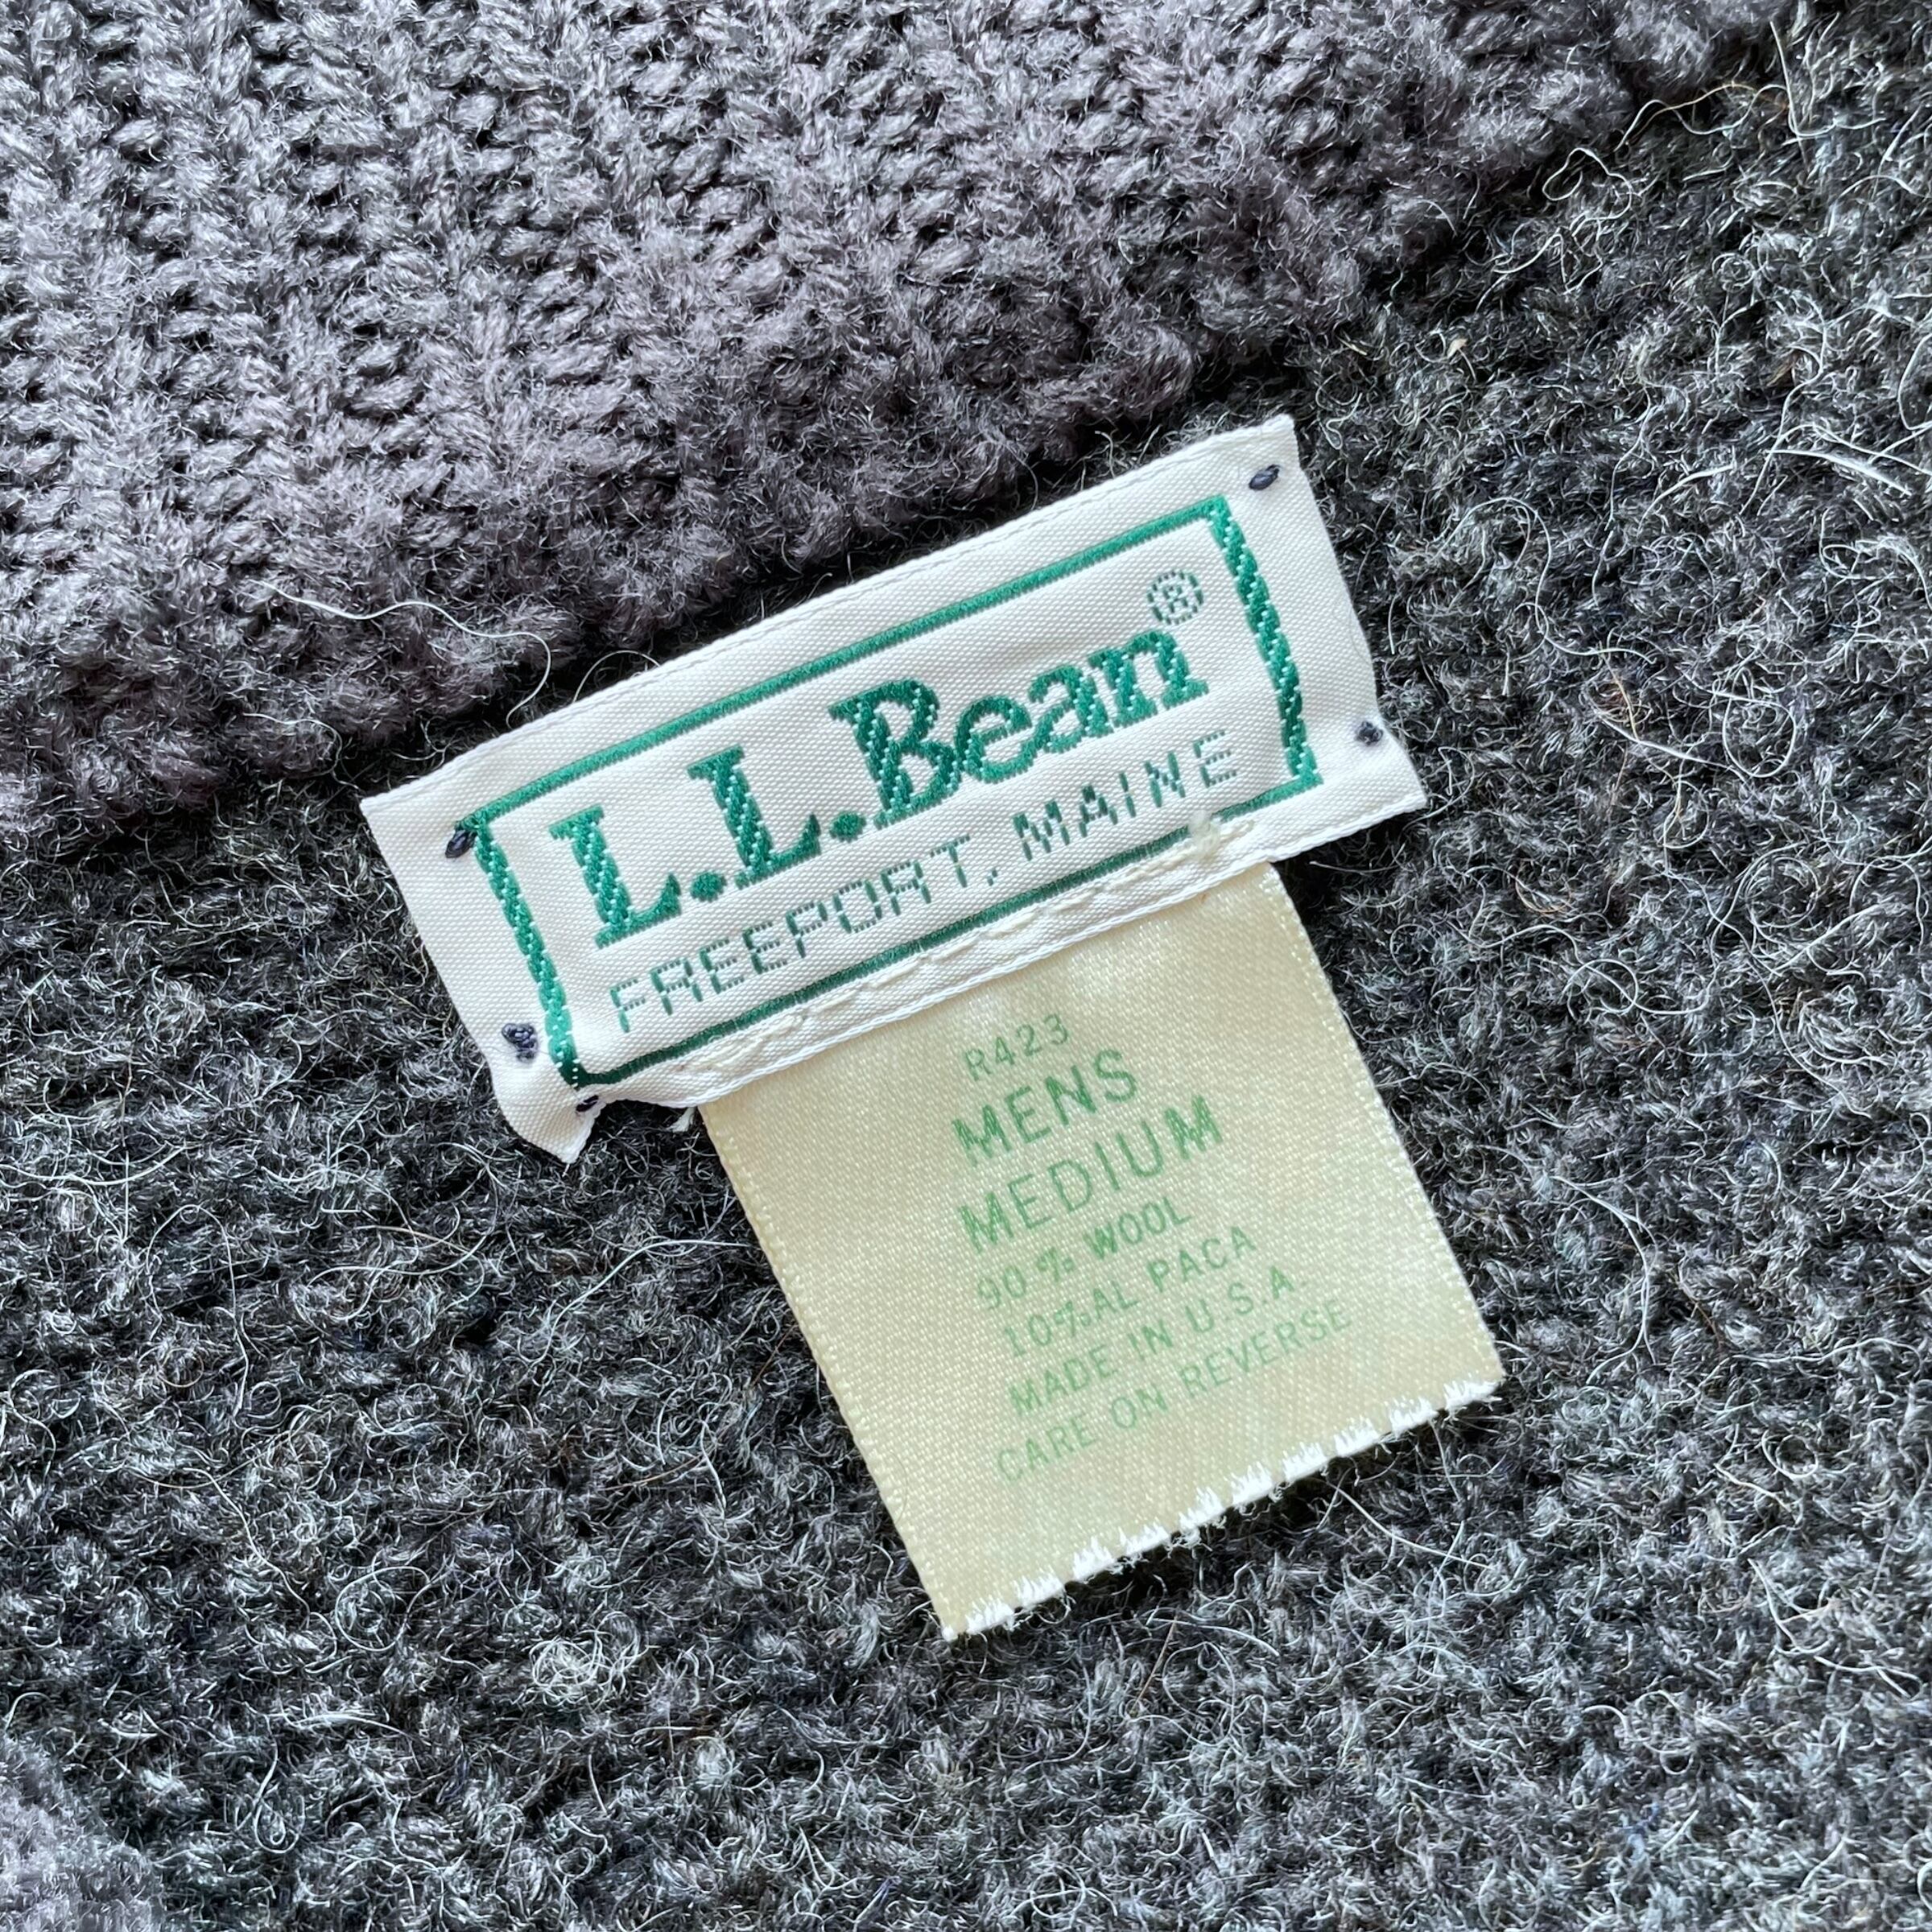 L.L.Bean®
FREEPORT, MAINE
R423
MENS
MEDIUM
90% WOOL
10%AL PACA
MADE IN U.S.A.
CARE ON REVERSE